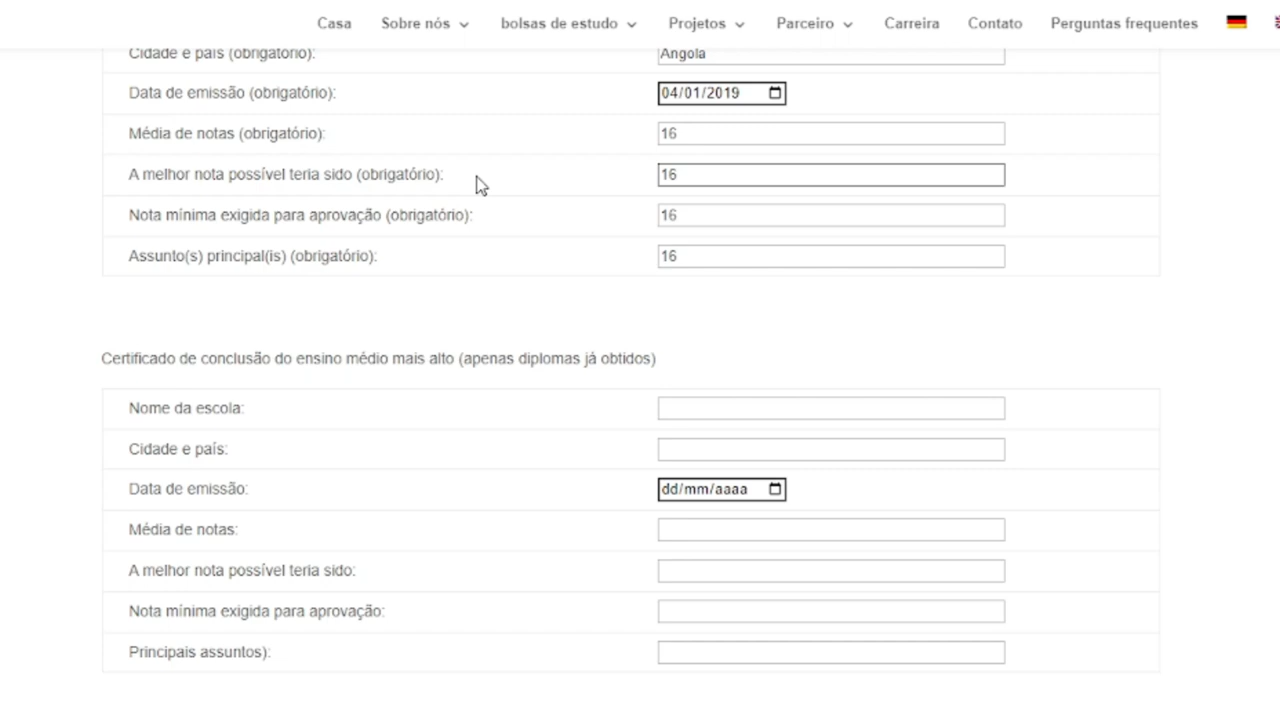 Casa Sobre nós bolsas de estudo Projetos Parceiro Carreira Contato Perguntas frequentes
Cidade e país (obrigatório): Angola
Data de emissão (obrigatório): 04/01/2019
Média de notas (obrigatório): 16
A melhor nota possível teria sido (obrigatório): 16
Nota mínima exigida para aprovação (obrigatório): 16
Assunto(s) principal(is) (obrigatório): 16
Certificado de conclusão do ensino médio mais alto (apenas diplomas já obtidos)
Nome da escola:
Cidade e país:
Data de emissão: dd/mm/aaaa
Média de notas:
A melhor nota possível teria sido:
Nota mínima exigida para aprovação:
Principais assuntos):